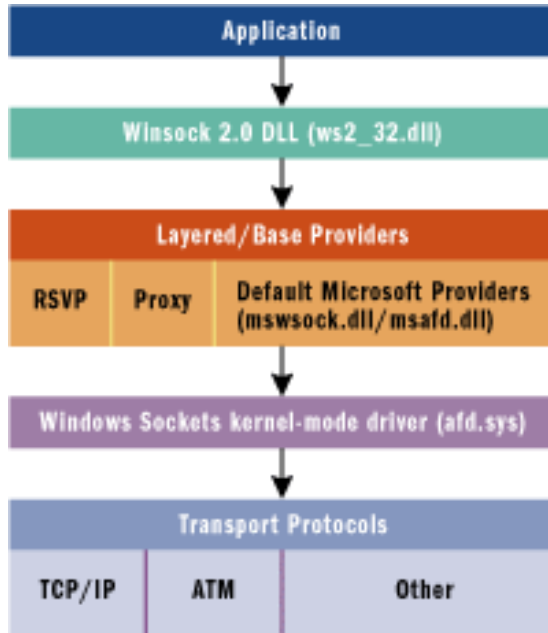 Application
Winsock 2.0 DLL (ws2_32.dll)
Layered/Base Providers
RSVP
Proxy
Default Microsoft Providers
(mswsock.dll/msafd.dll)
Windows Sockets kernel-mode driver (afd.sys)
Transport Protocols
TCP/IP
ATM
Other